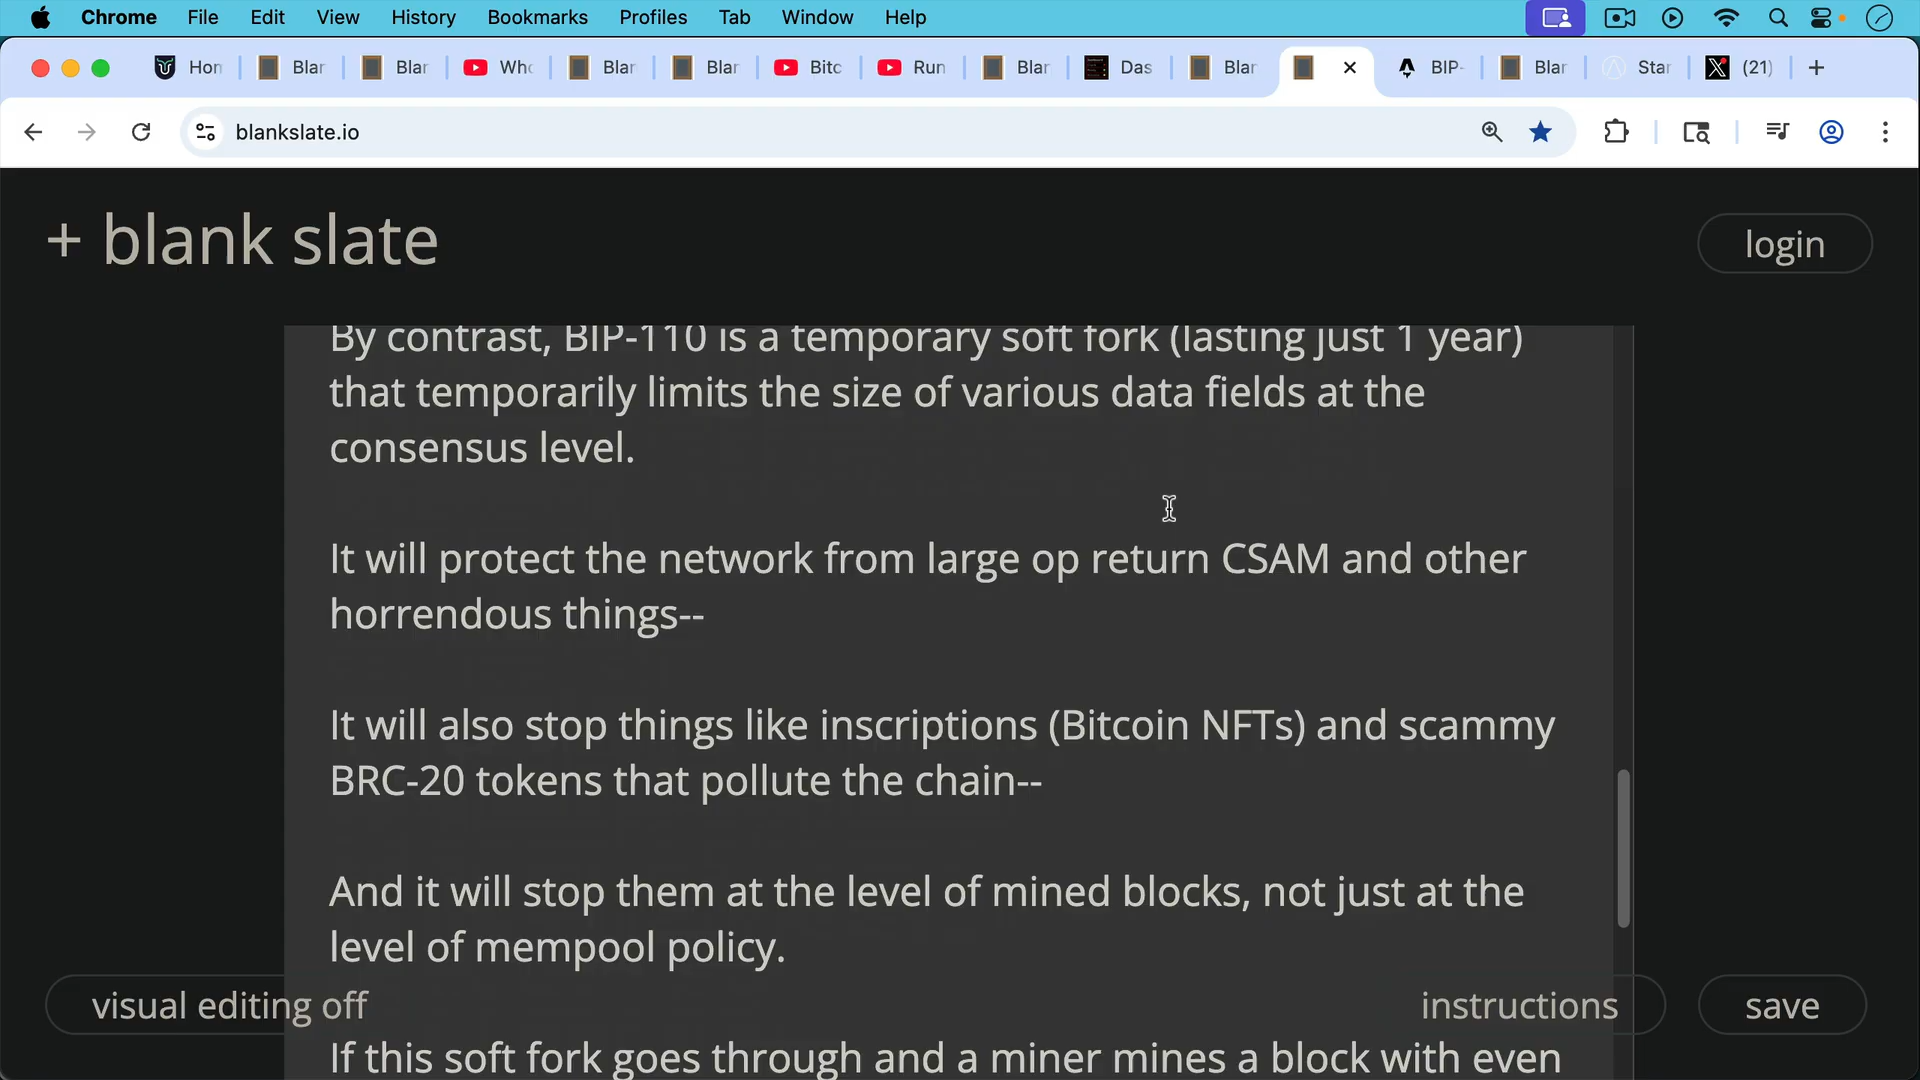 Chrome File Edit View History Bookmarks Profiles Tab Window Help
Hon Blar Blar Who Blar Blar Bitc Run Blar Das Blar BIP- Blar Star (21)
blankslate.io
+ blank slate
login
By contrast, BIP-110 is a temporary soft fork (lasting just 1 year)
that temporarily limits the size of various data fields at the
consensus level.
It will protect the network from large op return CSAM and other
horrendous things--
It will also stop things like inscriptions (Bitcoin NFTs) and scammy
BRC-20 tokens that pollute the chain--
And it will stop them at the level of mined blocks, not just at the
level of mempool policy.
visual editing off
instructions
save
If this soft fork goes through and a miner mines a block with even